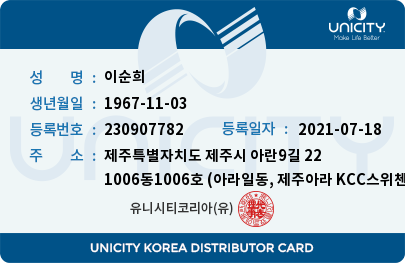 UNICITY
Make Life Better
성 명 : 이순희
생년월일 : 1967-11-03
등록번호 : 230907782 등록일자 : 2021-07-18
주 소 : 제주특별자치도 제주시 아란9길 22
1006동1006호 (아라일동, 제주아라 KCC스위첸
유니시티코리아(유)
UNICITY
UNICITY KOREA DISTRIBUTOR CARD